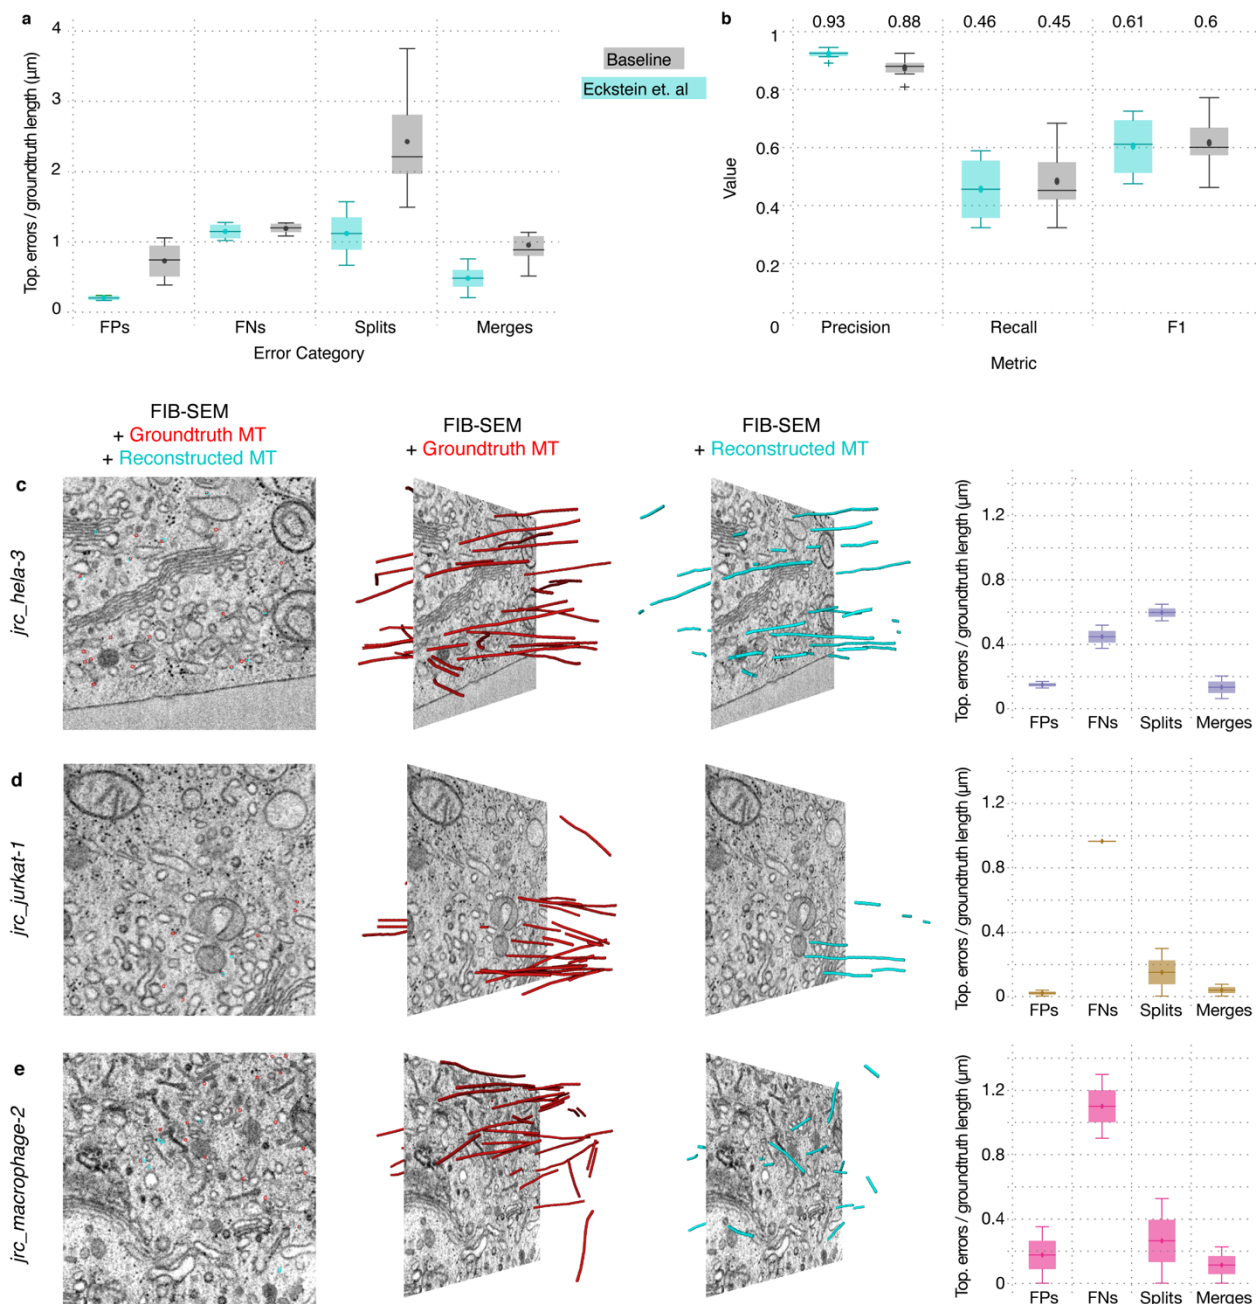 a
4
3
2
1
0
Top. errors / groundtruth length (µm)
FPs
FNs
Splits
Merges
Error Category
Baseline
Eckstein et. al
b
0.93
0.88
0.46
0.45
0.61
0.6
1
0.8
0.6
0.4
0.2
0
Value
Precision
Recall
F1
Metric
FIB-SEM
+ Groundtruth MT
+ Reconstructed MT
FIB-SEM
+ Groundtruth MT
FIB-SEM
+ Reconstructed MT
c
jrc_hela-3
Top. errors / groundtruth length (µm)
1.2
0.8
0.4
0
FPs
FNs
Splits
Merges
d
jrc_jurkat-1
Top. errors / groundtruth length (µm)
1.2
0.8
0.4
0
FPs
FNs
Splits
Merges
e
jrc_macrophage-2
Top. errors / groundtruth length (µm)
1.2
0.8
0.4
0
FPs
FNs
Splits
Merges